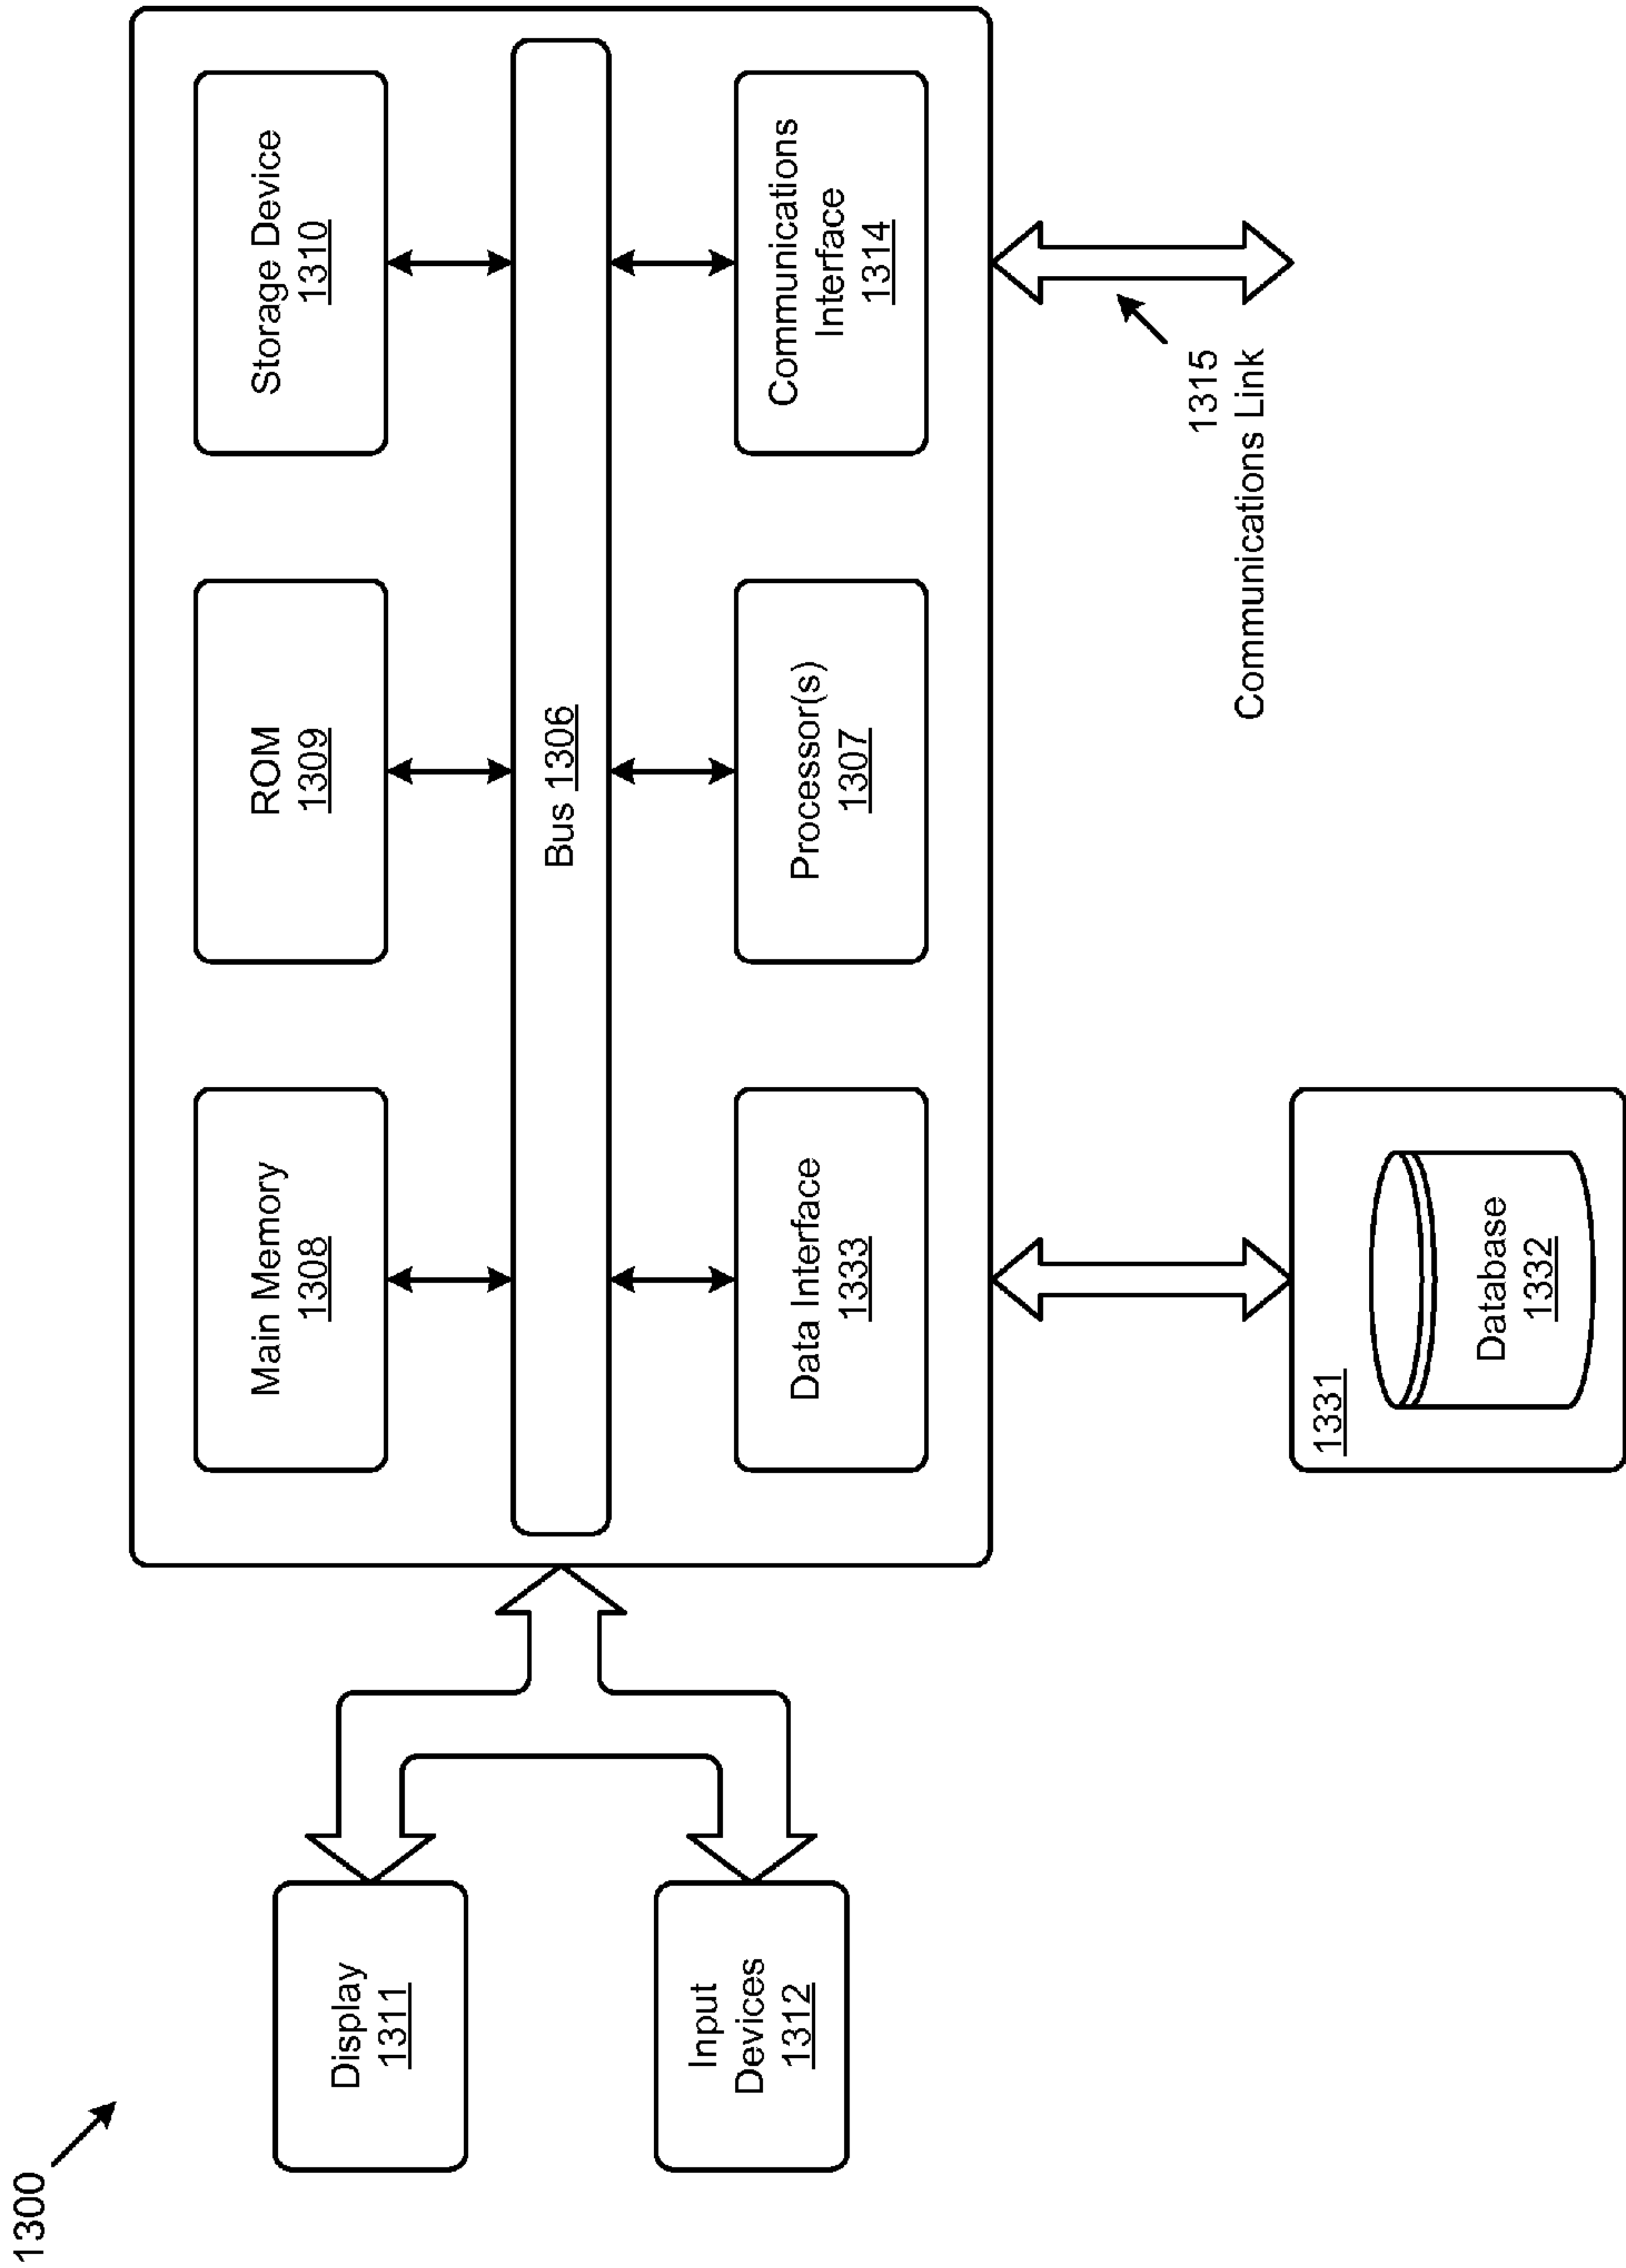 1300
Main Memory
1308
ROM
1309
Storage Device
1310
Display
1311
Bus 1306
Input
Devices
1312
Data Interface
1333
Processor(s)
1307
Communications
Interface
1314
1315
Communications Link
1331
Database
1332